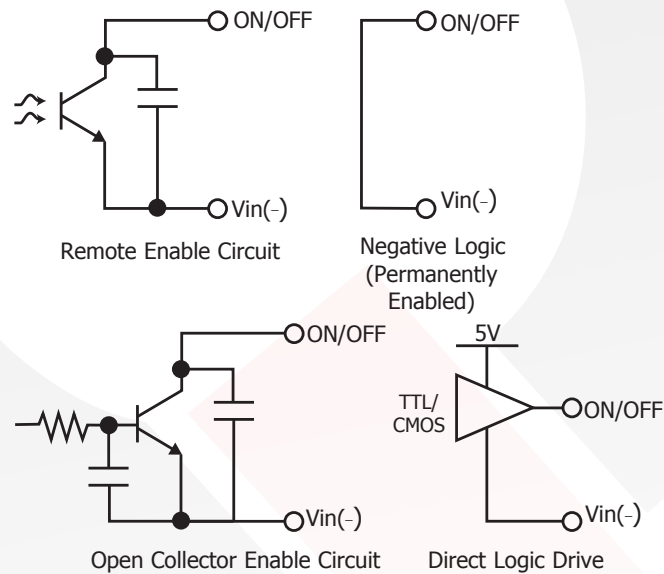 ON/OFF
Vin(−)
Remote Enable Circuit
ON/OFF
Vin(−)
Negative Logic
(Permanently
Enabled)
ON/OFF
Vin(−)
Open Collector Enable Circuit
5V
TTL/
CMOS
ON/OFF
Vin(−)
Direct Logic Drive